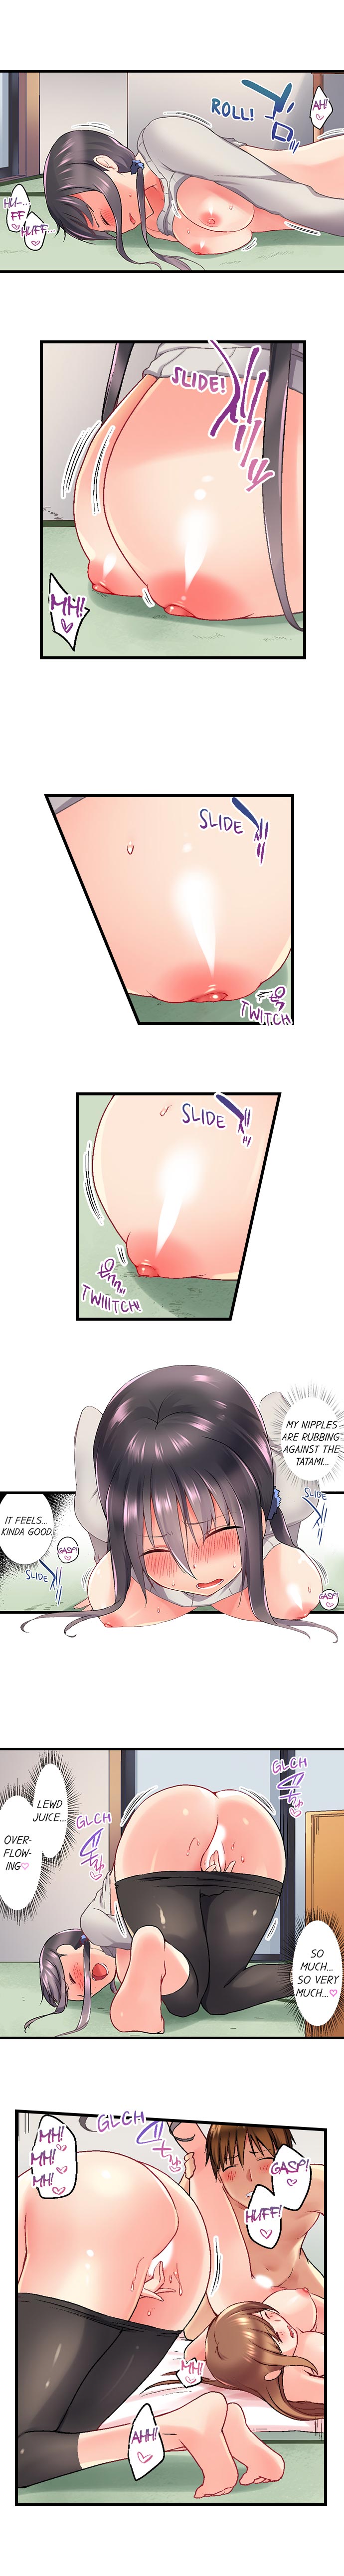 ROLL!
AH!
HU-...
FF
HUFF...
SLIDE!
MH!
SLIDE
TWITCH
SLIDE
TWIIITCH!
MY NIPPLES
ARE RUBBING
AGAINST THE
TATAMI...
SLIDE
IT FEELS...
KINDA GOOD.
GASP!
SLIDE
GASP!
GLCH
GLCH
LEWD
JUICE...
OVER-
FLOW-
ING♡
SO
MUCH...
SO VERY
MUCH...♡
GLCH
MH!
MH!
MH!
GASP!
HUFF!
MH!
AHH!